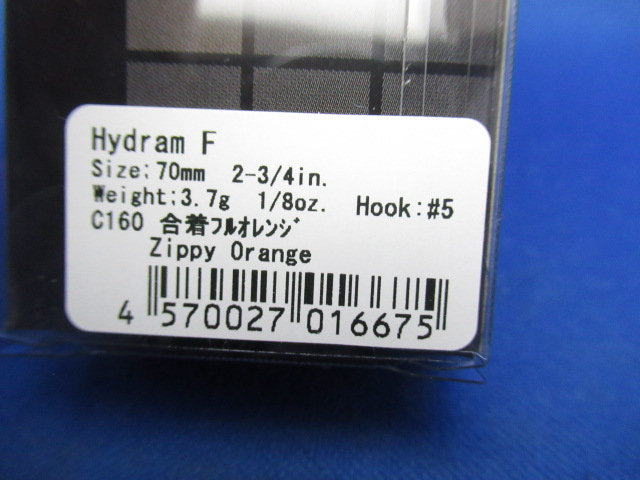 Hydram F
Size:70mm 2-3/4in.
Weight:3.7g 1/8oz. Hook:#5
C160 合着フルオレンジ
Zippy Orange
4 570027 016675